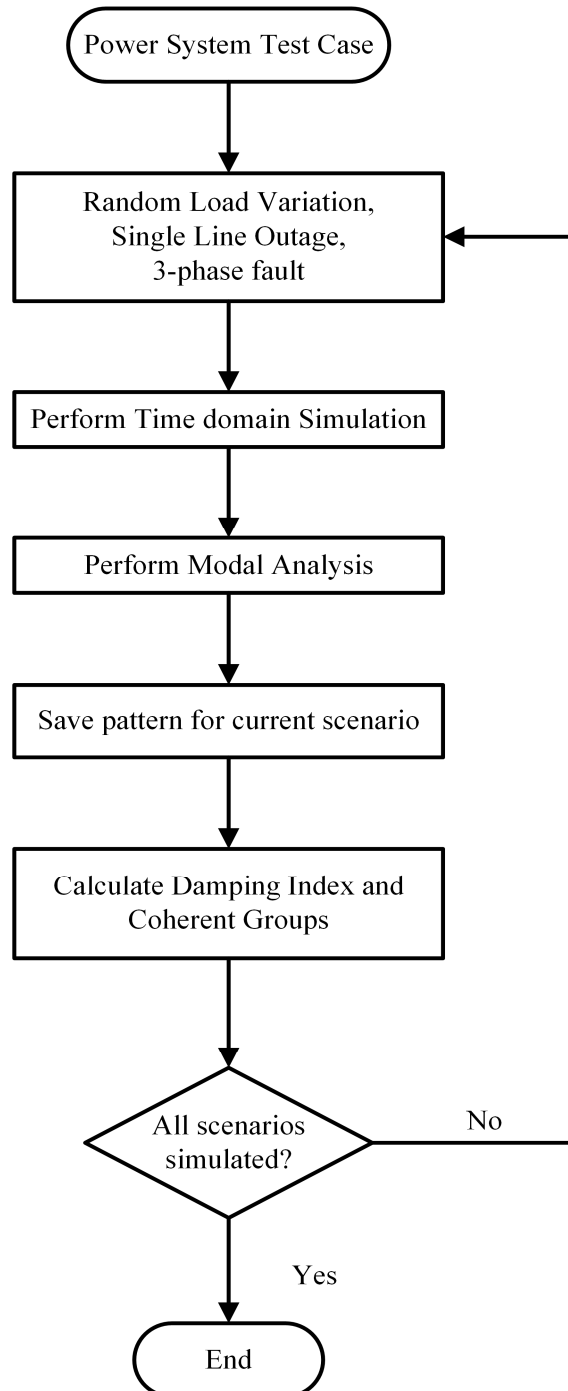 Power System Test Case
Random Load Variation,
Single Line Outage,
3-phase fault
Perform Time domain Simulation
Perform Modal Analysis
Save pattern for current scenario
Calculate Damping Index and
Coherent Groups
All scenarios
simulated?
No
Yes
End